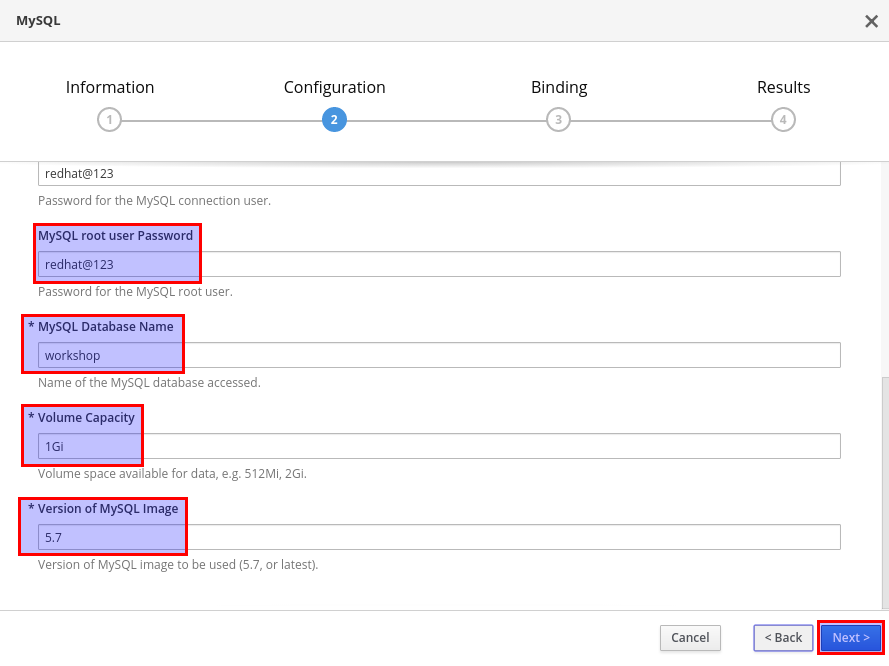 MySQL
Information Configuration Binding Results
1 2 3 4
redhat@123
Password for the MySQL connection user.
MySQL root user Password
redhat@123
Password for the MySQL root user.
* MySQL Database Name
workshop
Name of the MySQL database accessed.
* Volume Capacity
1Gi
Volume space available for data, e.g. 512Mi, 2Gi.
* Version of MySQL Image
5.7
Version of MySQL image to be used (5.7, or latest).
Cancel < Back Next >